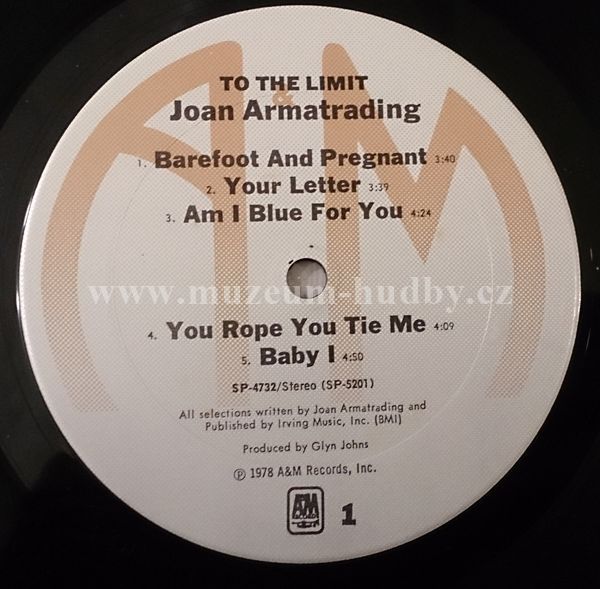 TO THE LIMIT
&
Joan Armatrading
1. Barefoot And Pregnant 3:40
2. Your Letter 3:39
3. Am I Blue For You 4:24
www.muzeum-hudby.cz
4. You Rope You Tie Me 4:09
5. Baby I 4:50
SP-4732/Stereo (SP-5201)
All selections written by Joan Armatrading and
Published by Irving Music, Inc. (BMI)
Produced by Glyn Johns
℗ 1978 A&M Records, Inc.
A&M
RECORDS
1